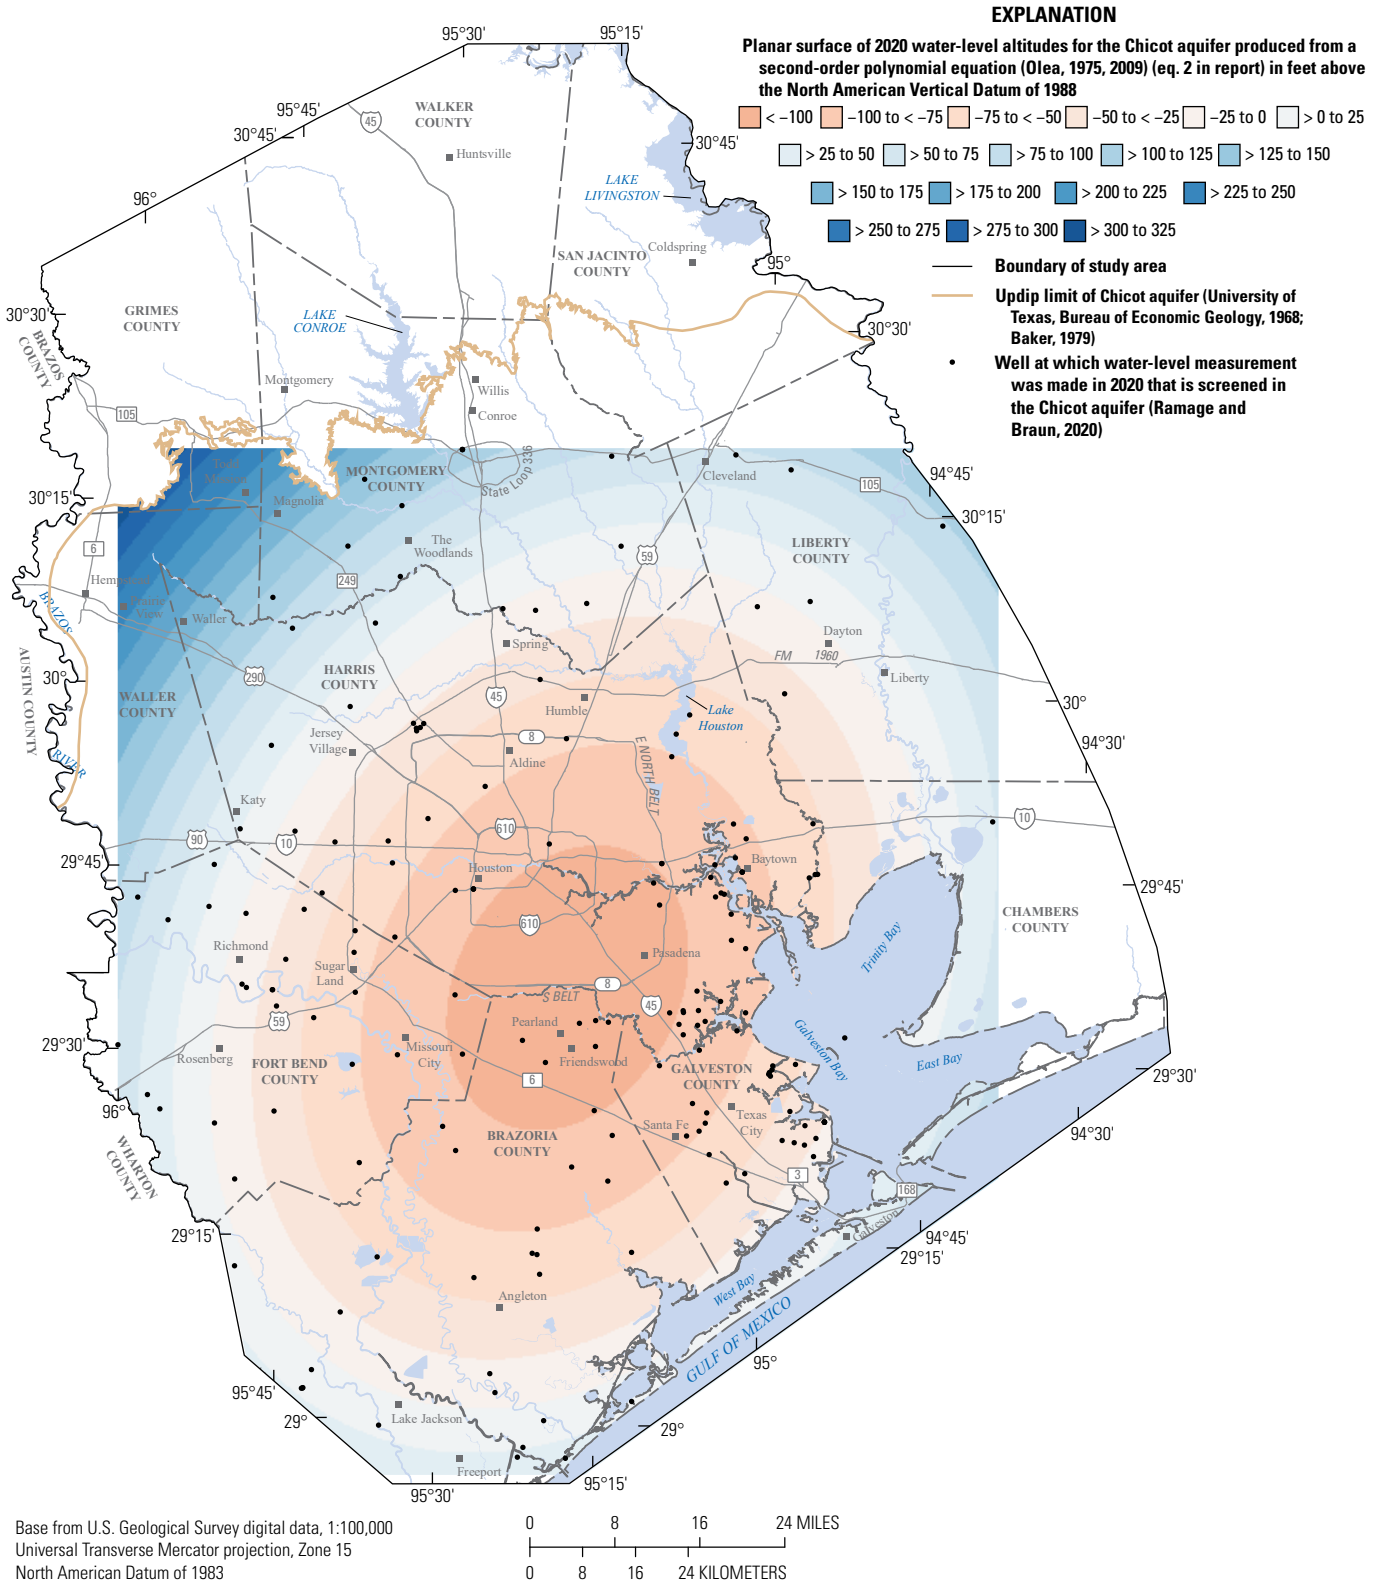 EXPLANATION
Planar surface of 2020 water-level altitudes for the Chicot aquifer produced from a
second-order polynomial equation (Olea, 1975, 2009) (eq. 2 in report) in feet above
the North American Vertical Datum of 1988
< −100
−100 to < −75
−75 to < −50
−50 to < −25
−25 to 0
> 0 to 25
> 25 to 50
> 50 to 75
> 75 to 100
> 100 to 125
> 125 to 150
> 150 to 175
> 175 to 200
> 200 to 225
> 225 to 250
> 250 to 275
> 275 to 300
> 300 to 325
Boundary of study area
Updip limit of Chicot aquifer (University of
Texas, Bureau of Economic Geology, 1968;
Baker, 1979)
Well at which water-level measurement
was made in 2020 that is screened in
the Chicot aquifer (Ramage and
Braun, 2020)
95°30'
95°15'
95°45'
30°45'
96°
30°45'
95°
30°30'
30°30'
94°45'
30°15'
30°15'
30°
30°
94°30'
29°45'
29°45'
29°30'
29°30'
96°
94°30'
29°15'
94°45'
29°15'
95°
95°45'
29°
29°
95°15'
95°30'
WALKER
COUNTY
45
Huntsville
LAKE
LIVINGSTON
Coldspring
SAN JACINTO
COUNTY
GRIMES
COUNTY
LAKE
CONROE
BRAZOS
COUNTY
Montgomery
Willis
Conroe
105
State Loop 336
MONTGOMERY
COUNTY
Cleveland
105
Todd
Mission
Magnolia
The
Woodlands
6
Hempstead
Prairie
View
Waller
BRAZOS
RIVER
249
59
LIBERTY
COUNTY
Spring
Dayton
FM 1960
Liberty
AUSTIN COUNTY
WALLER
COUNTY
290
HARRIS
COUNTY
45
Humble
Lake
Houston
Jersey
Village
8
Aldine
E NORTH BELT
Katy
90
10
610
10
Houston
Baytown
610
CHAMBERS
COUNTY
Richmond
Sugar
Land
Pasadena
Trinity Bay
8
S BELT
45
59
Rosenberg
Pearland
Missouri
City
Friendswood
Galveston Bay
East Bay
FORT BEND
COUNTY
6
GALVESTON
COUNTY
Santa Fe
Texas
City
BRAZORIA
COUNTY
WHARTON
COUNTY
3
168
Galveston
West Bay
GULF OF MEXICO
Angleton
Lake Jackson
Freeport
Base from U.S. Geological Survey digital data, 1:100,000
Universal Transverse Mercator projection, Zone 15
North American Datum of 1983
0 8 16 24 MILES
0 8 16 24 KILOMETERS